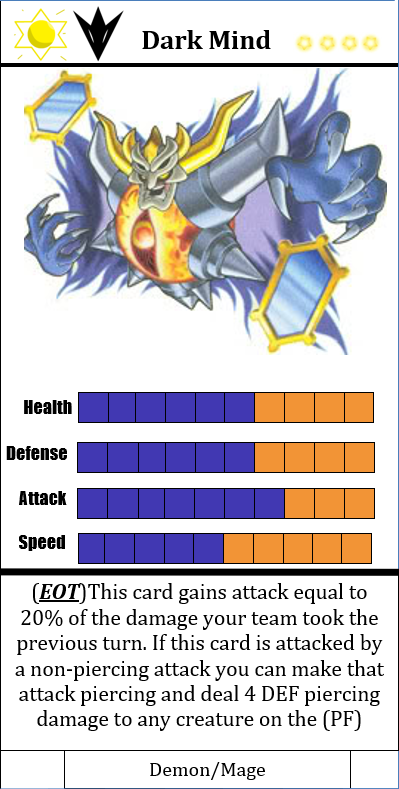 Dark Mind
Health
Defense
Attack
Speed
(EOT)This card gains attack equal to
20% of the damage your team took the
previous turn. If this card is attacked by
a non-piercing attack you can make that
attack piercing and deal 4 DEF piercing
damage to any creature on the (PF)
Demon/Mage